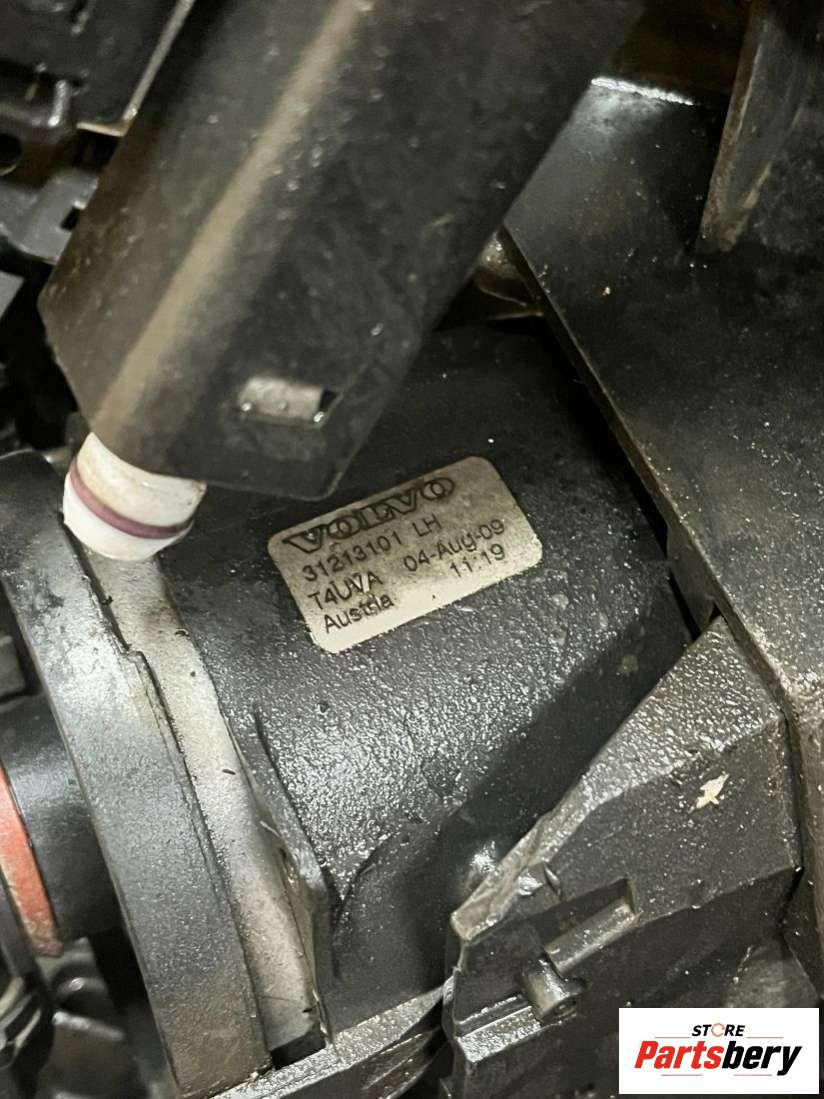 VOLVO
31213101 LH
T4UVA 04-Aug-09
Austria 11:19
STORE
Partsbery